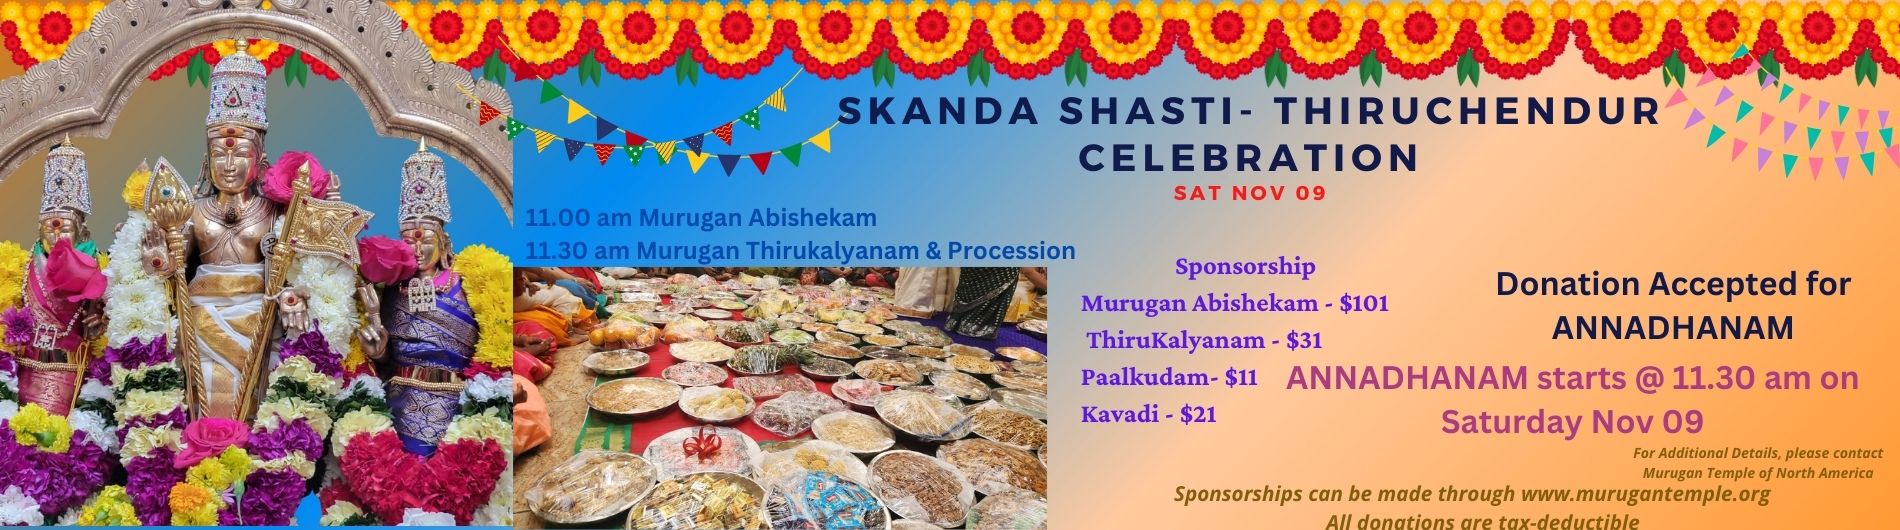 SKANDA SHASTI- THIRUCHENDUR
CELEBRATION
SAT NOV 09
11.00 am Murugan Abishekam
11.30 am Murugan Thirukalyanam & Procession
Sponsorship
Murugan Abishekam - $101
ThiruKalyanam - $31
Paalkudam- $11
Kavadi - $21
Donation Accepted for
ANNADHANAM
ANNADHANAM starts @ 11.30 am on
Saturday Nov 09
For Additional Details, please contact
Murugan Temple of North America
Sponsorships can be made through www.murugantemple.org
All donations are tax-deductible